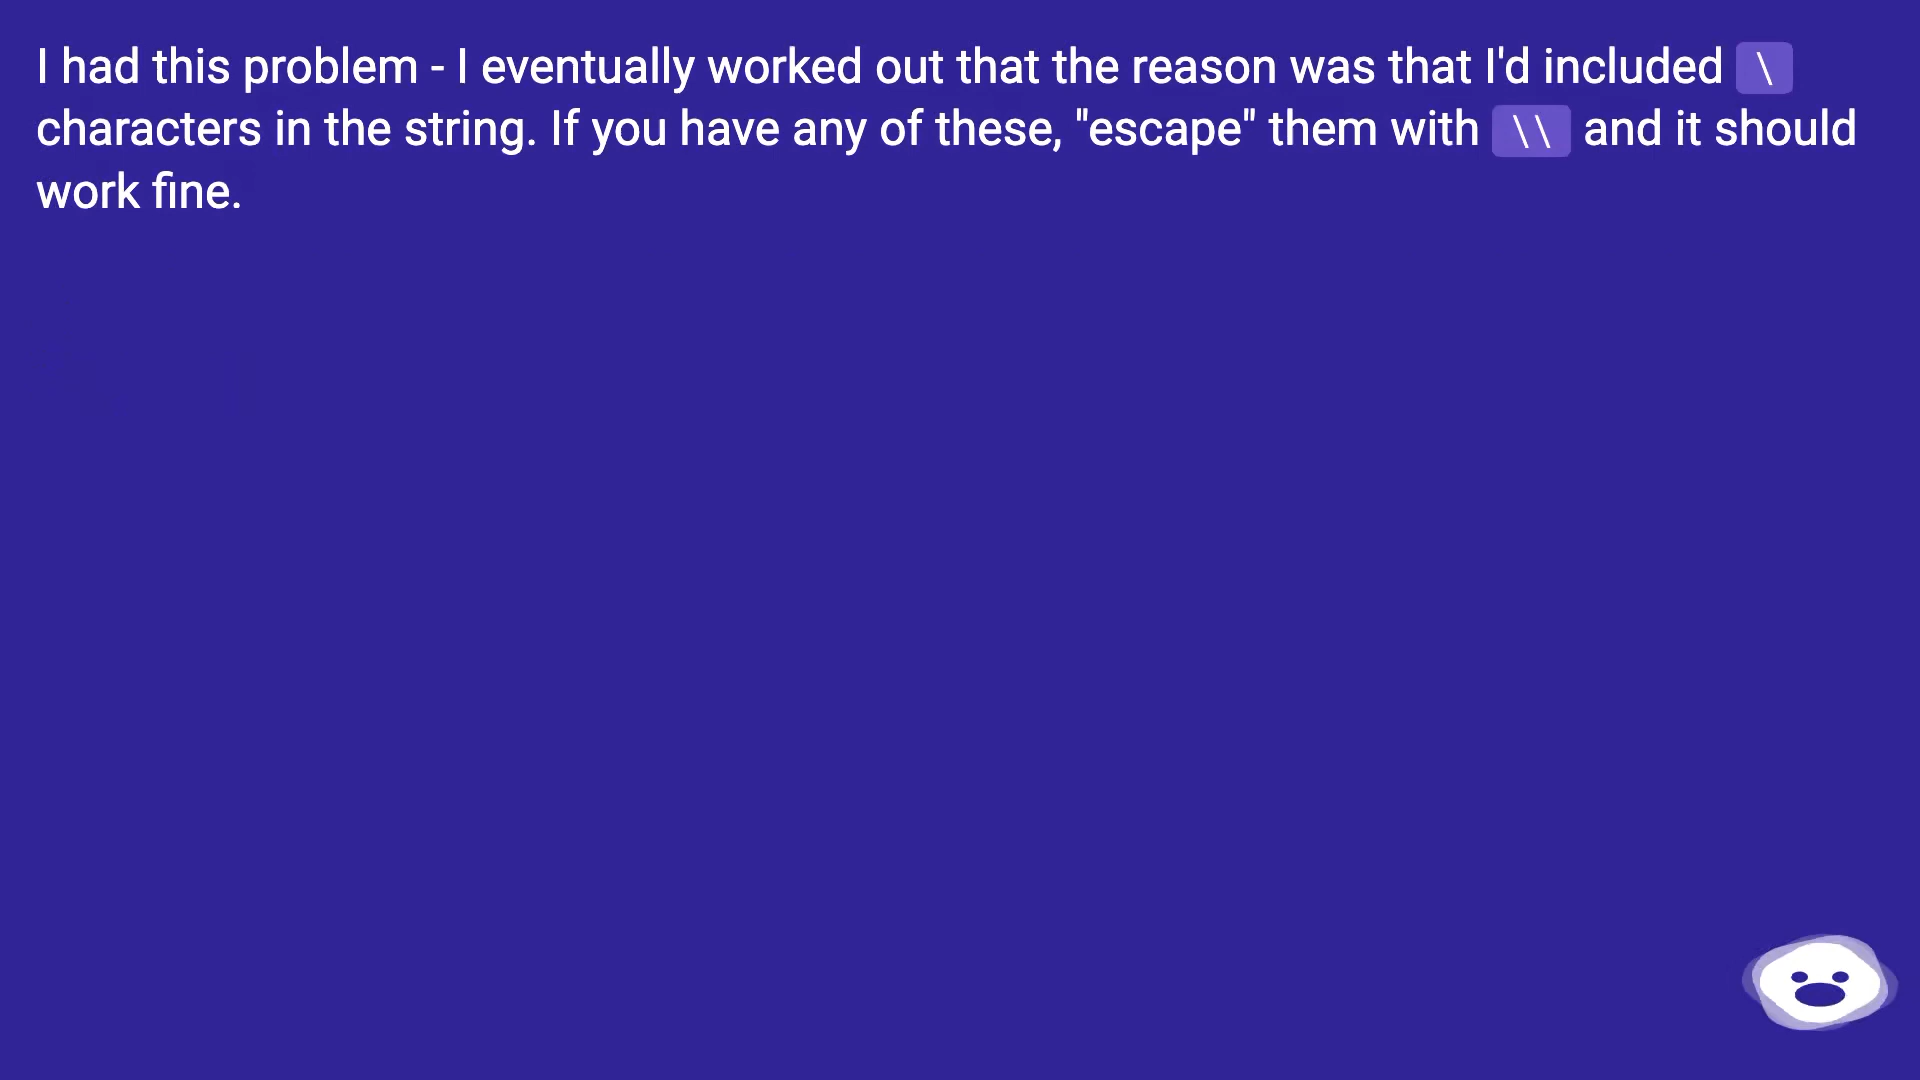 I had this problem - I eventually worked out that the reason was that I'd included \
characters in the string. If you have any of these, "escape" them with \\ and it should
work fine.